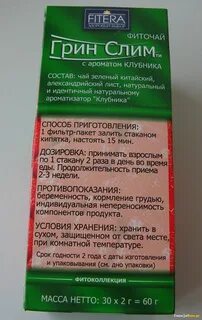 FITERA
ФИТОЧАЙ
Грин Слим
с ароматом КЛУБНИКА
СОСТАВ: чай зеленый китайский,
александрийский лист, натуральный
и идентичный натуральному
ароматизатор "Клубника"
СПОСОБ ПРИГОТОВЛЕНИЯ:
1 фильтр-пакет залить стаканом
кипятка, настоять 15 мин.
ДОЗИРОВКА: принимать взрослым
по 1 стакану 2 раза в день во время
еды. Продолжительность приема
2-3 недели.
ПРОТИВОПОКАЗАНИЯ:
беременность, кормление грудью,
индивидуальная непереносимость
компонентов продукта.
УСЛОВИЯ ХРАНЕНИЯ: хранить в
сухом, защищенном от света месте,
при комнатной температуре.
Срок годности 2 года с даты изготовления
и упаковывания (см. дно упаковки)
ФИТОКОЛЛЕКЦИЯ
МАССА НЕТТО: 30 x 2 г = 60 г